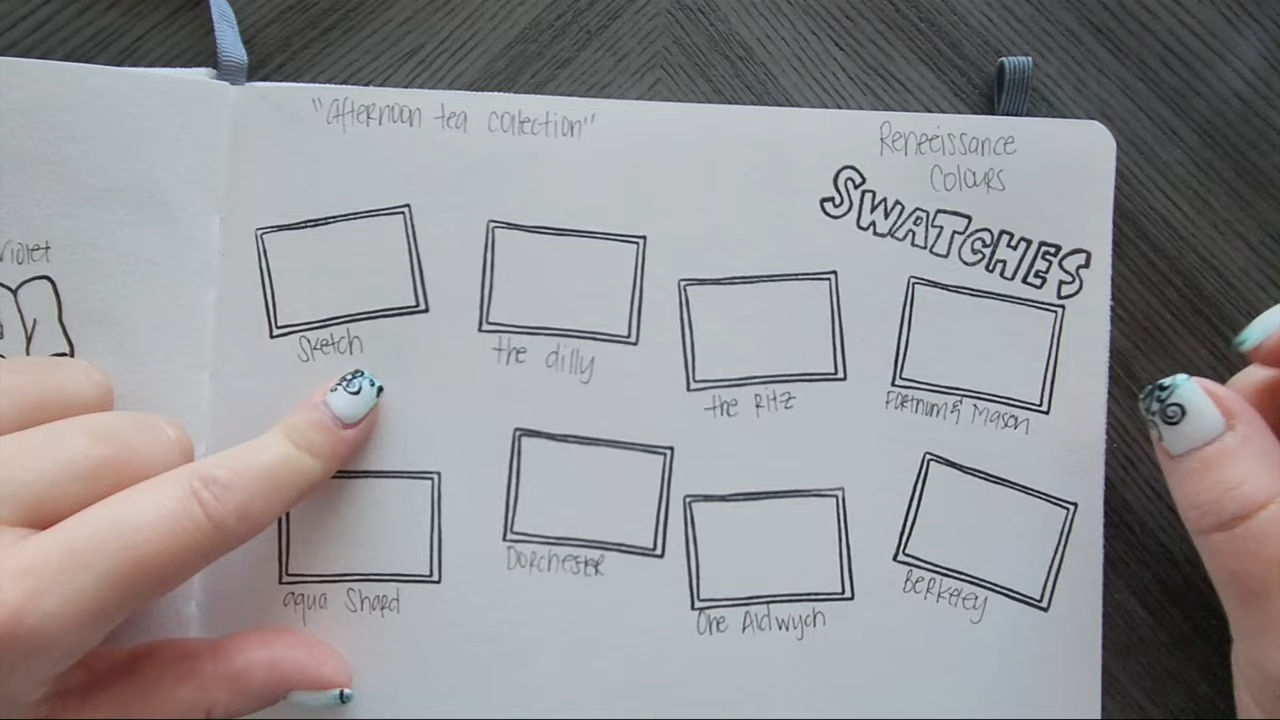 Violet
"afternoon tea collection"
Reneeissance
Colours
SWATCHES
Sketch
the dilly
the Ritz
Fortnum & Mason
aqua Shard
Dorchester
One Aldwych
Berkeley